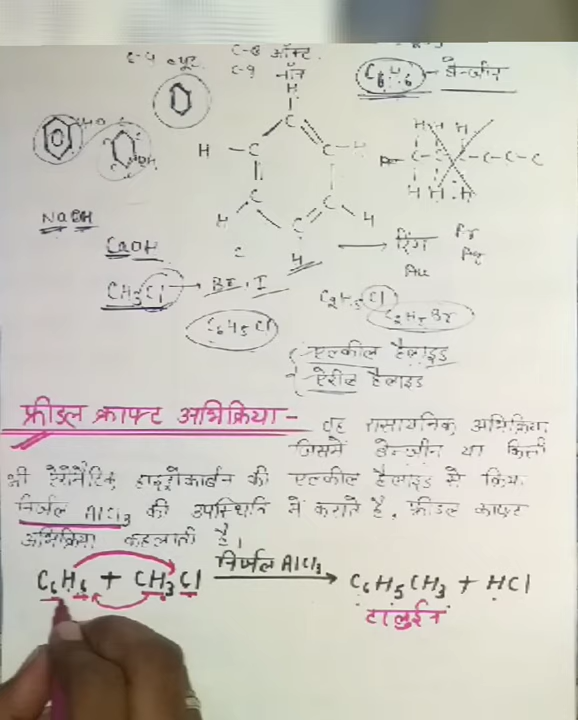 C-8 ऑक्ट
C-9 नॉन
C₆H₆ - बेन्जीन
NaOH
CaOH
CH₃Cl → Br, I
C₆H₅Cl
→ रिंग
C₂H₅Cl
C₂H₅Br
एल्कील हैलाइड
ऐरील हैलाइड
फ्रीडल क्राफ्ट अभिक्रिया - वह रासायनिक अभिक्रिया
जिसमें बेन्जीन या किसी
भी ऐरोमैटिक हाइड्रोकार्बन की एल्कील हैलाइड से क्रिया
निर्जल AlCl₃ की उपस्थिति में कराते है, फ्रीडल क्राफ्ट
अभिक्रिया कहलाती है।
C₆H₆ + CH₃Cl निर्जल AlCl₃ → C₆H₅CH₃ + HCl
टालुईन